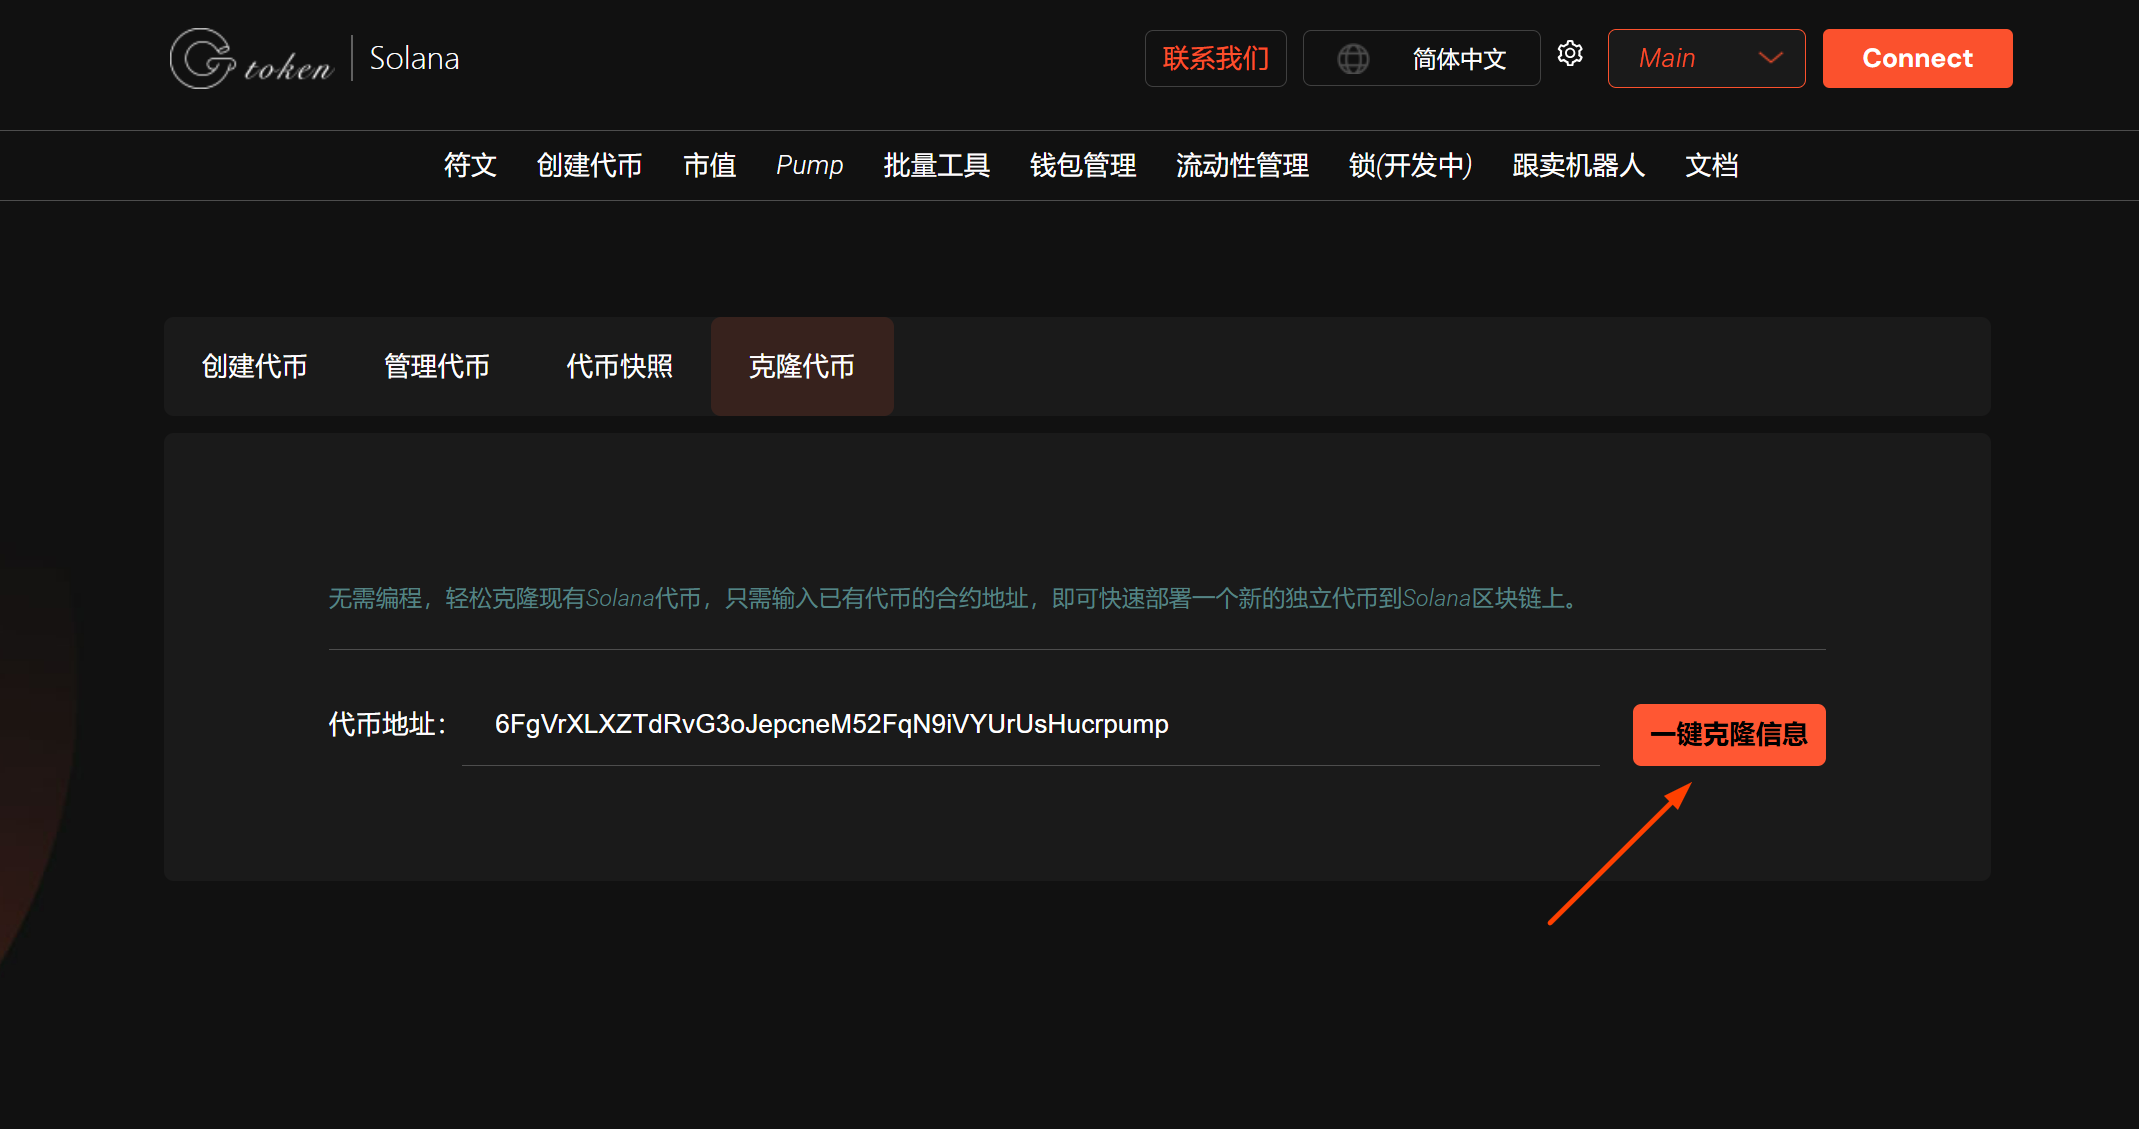 Gtoken | Solana
联系我们 简体中文 Main Connect
符文 创建代币 市值 Pump 批量工具 钱包管理 流动性管理 锁(开发中) 跟卖机器人 文档
创建代币 管理代币 代币快照 克隆代币
无需编程，轻松克隆现有Solana代币，只需输入已有代币的合约地址，即可快速部署一个新的独立代币到Solana区块链上。
代币地址： 6FgVrXLXZTdRvG3oJepcneM52FqN9iVYUrUsHucrpump 一键克隆信息